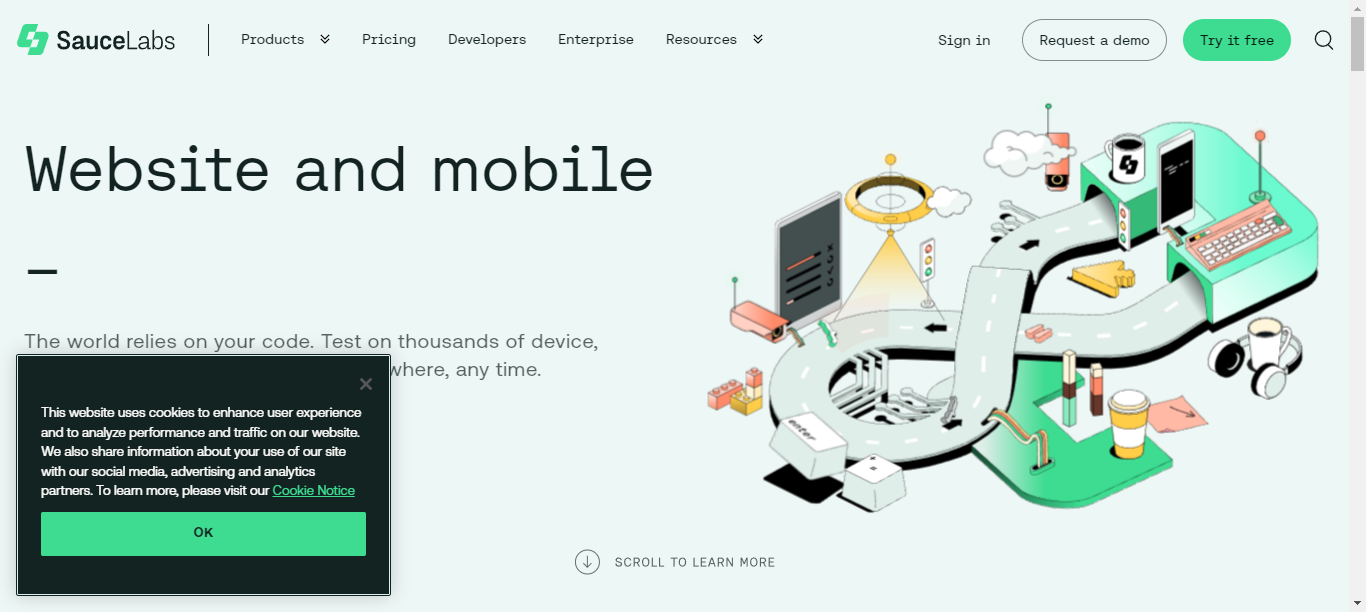 SauceLabs
Products
Pricing
Developers
Enterprise
Resources
Sign in
Request a demo
Try it free
Website and mobile
The world relies on your code. Test on thousands of device,
where, any time.
This website uses cookies to enhance user experience
and to analyze performance and traffic on our website.
We also share information about your use of our site
with our social media, advertising and analytics
partners. To learn more, please visit our Cookie Notice
OK
enter
SCROLL TO LEARN MORE